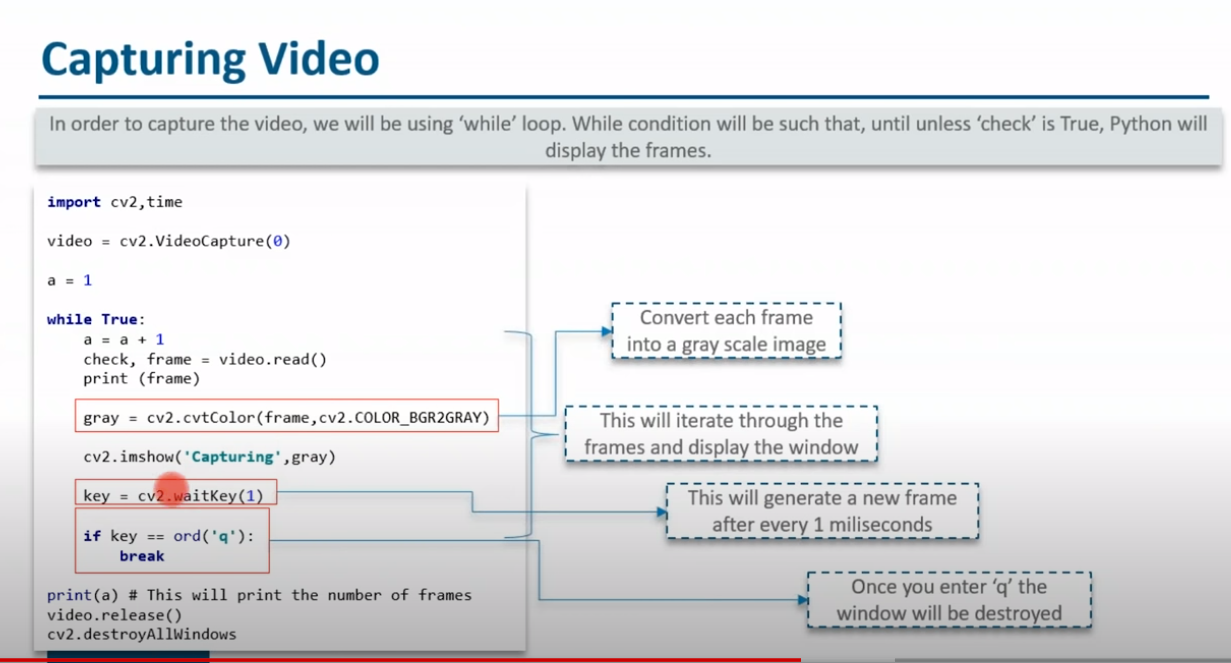 Capturing Video
In order to capture the video, we will be using ‘while’ loop. While condition will be such that, until unless ‘check’ is True, Python will
display the frames.
import cv2,time
video = cv2.VideoCapture(0)
a = 1
while True:
    a = a + 1
    check, frame = video.read()
    print (frame)
    gray = cv2.cvtColor(frame,cv2.COLOR_BGR2GRAY)
    cv2.imshow('Capturing',gray)
    key = cv2.waitKey(1)
    if key == ord('q'):
        break
print(a) # This will print the number of frames
video.release()
cv2.destroyAllWindows
Convert each frame
into a gray scale image
This will iterate through the
frames and display the window
This will generate a new frame
after every 1 miliseconds
Once you enter ‘q’ the
window will be destroyed